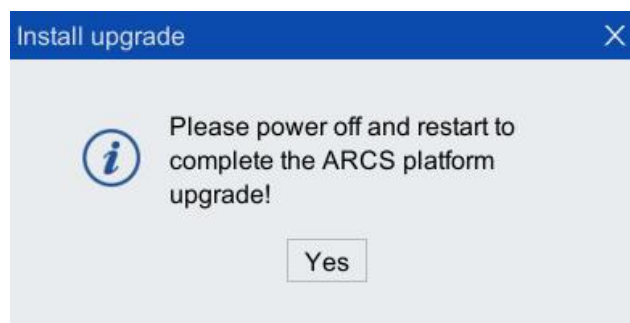 Install upgrade
Please power off and restart to
complete the ARCS platform
upgrade!
Yes